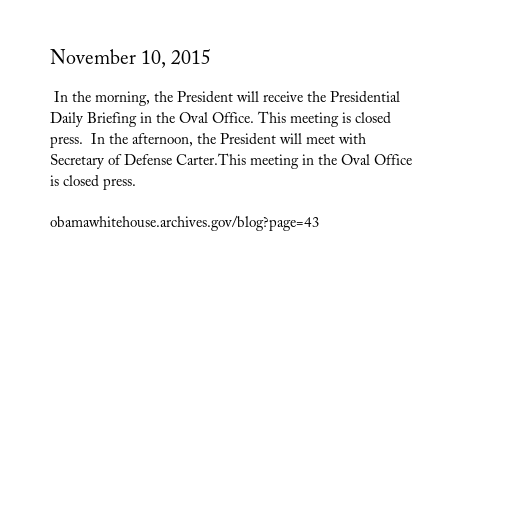 November 10, 2015
In the morning, the President will receive the Presidential
Daily Briefing in the Oval Office. This meeting is closed
press.  In the afternoon, the President will meet with
Secretary of Defense Carter.This meeting in the Oval Office
is closed press.
obamawhitehouse.archives.gov/blog?page=43